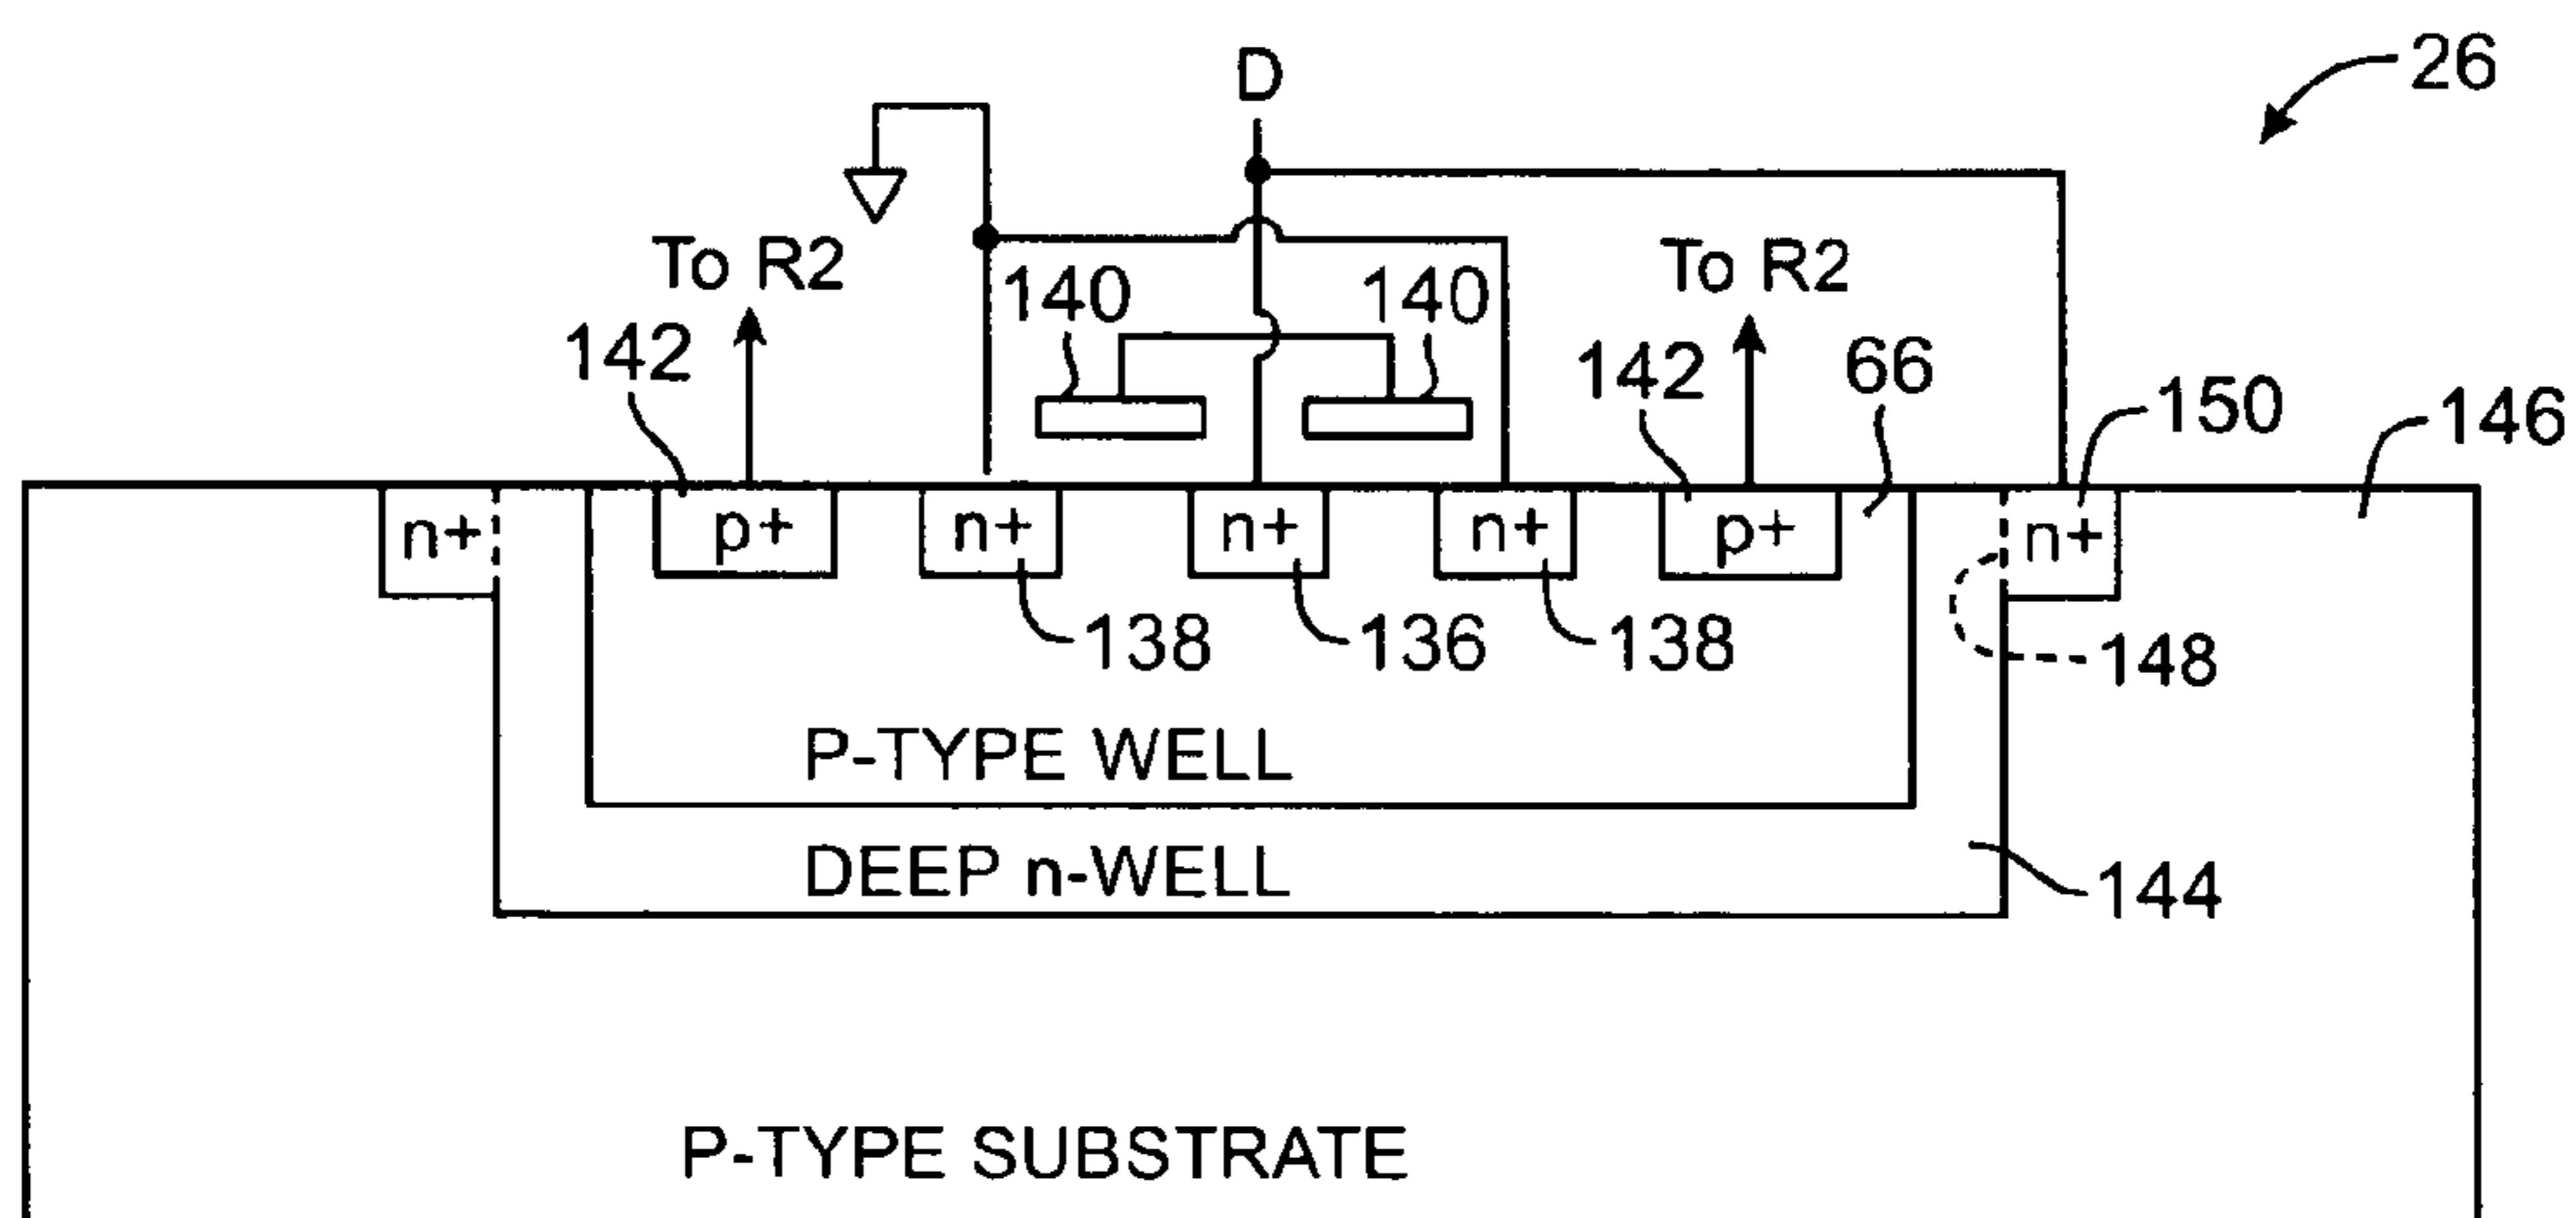 26
D
To R2
To R2
140
140
142
142
66
150
146
n+
p+
n+
n+
n+
p+
n+
138
136
138
148
P-TYPE WELL
DEEP n-WELL
144
P-TYPE SUBSTRATE